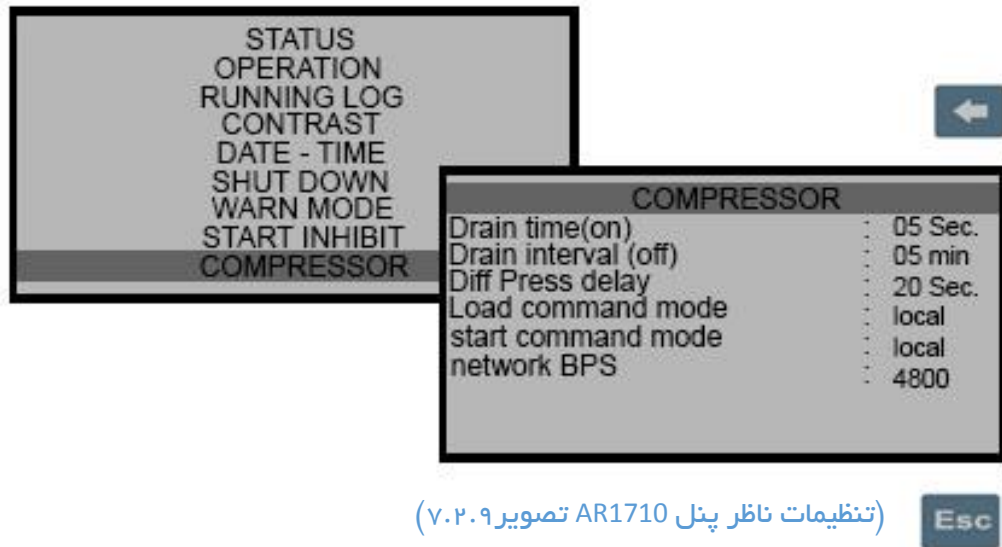 STATUS
OPERATION
RUNNING LOG
CONTRAST
DATE - TIME
SHUT DOWN
WARN MODE
START INHIBIT
COMPRESSOR
COMPRESSOR
Drain time(on) : 05 Sec.
Drain interval (off) : 05 min
Diff Press delay : 20 Sec.
Load command mode : local
start command mode : local
network BPS : 4800
(تنظیمات ناظر پنل AR1710 تصویر ۷.۲.۹)
Esc